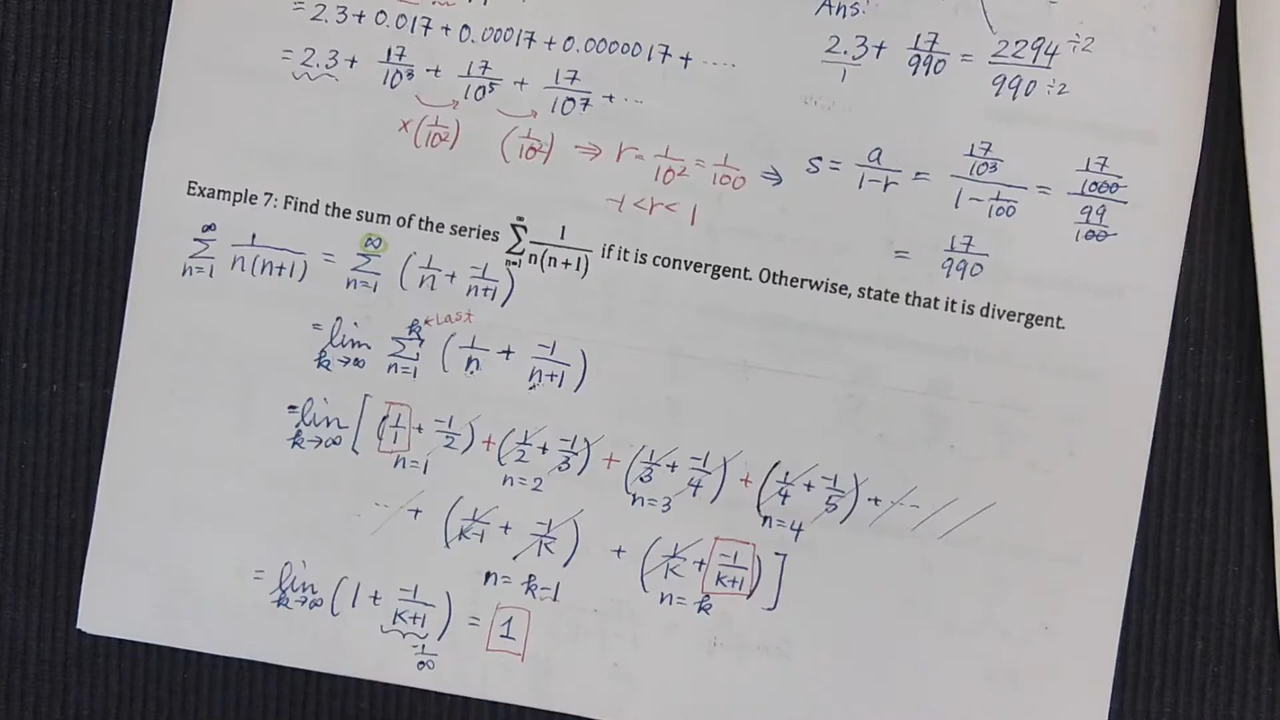 = 2.3 + 0.017 + 0.00017 + 0.0000017 + ....
= 2.3 + 17/10³ + 17/10⁵ + 17/10⁷ + ...
×(1/10²) (1/10²) ⇒ r = 1/10² = 1/100 ⇒
-1 < r < 1
Ans:
2.3/1 + 17/990 = 2294 ÷2 / 990 ÷2
S = a/(1-r) = (17/10³)/(1 - 1/100) = (17/1000)/(99/100)
= 17/990
Example 7: Find the sum of the series ∑_{n=1}^{∞} 1/(n(n+1)) if it is convergent. Otherwise, state that it is divergent.
∑_{n=1}^{∞} 1/(n(n+1)) = ∑_{n=1}^{∞} (1/n + -1/(n+1))
= lim_{k→∞} ∑_{n=1}^{k ← Last} (1/n + -1/(n+1))
= lim_{k→∞} [ (1/1 + -1/2) + (1/2 + -1/3) + (1/3 + -1/4) + (1/4 + -1/5) + ...
n=1 n=2 n=3 n=4
... + (1/(k-1) + -1/k) + (1/k + -1/(k+1)) ]
n = k-1 n = k
= lim_{k→∞} (1 + -1/(k+1)) = 1
-1/∞